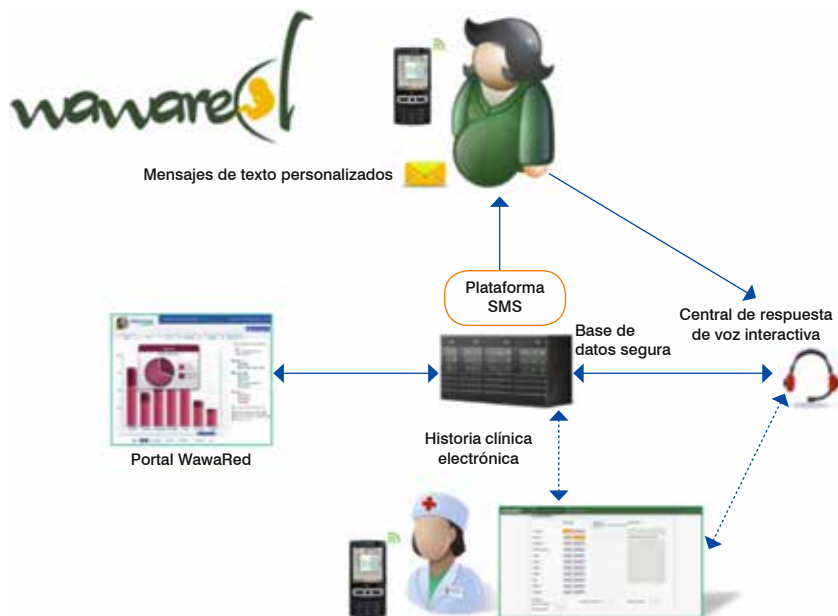 wawared
Mensajes de texto personalizados
Plataforma
SMS
Base de
datos segura
Central de respuesta
de voz interactiva
Historia clínica
electrónica
Portal WawaRed